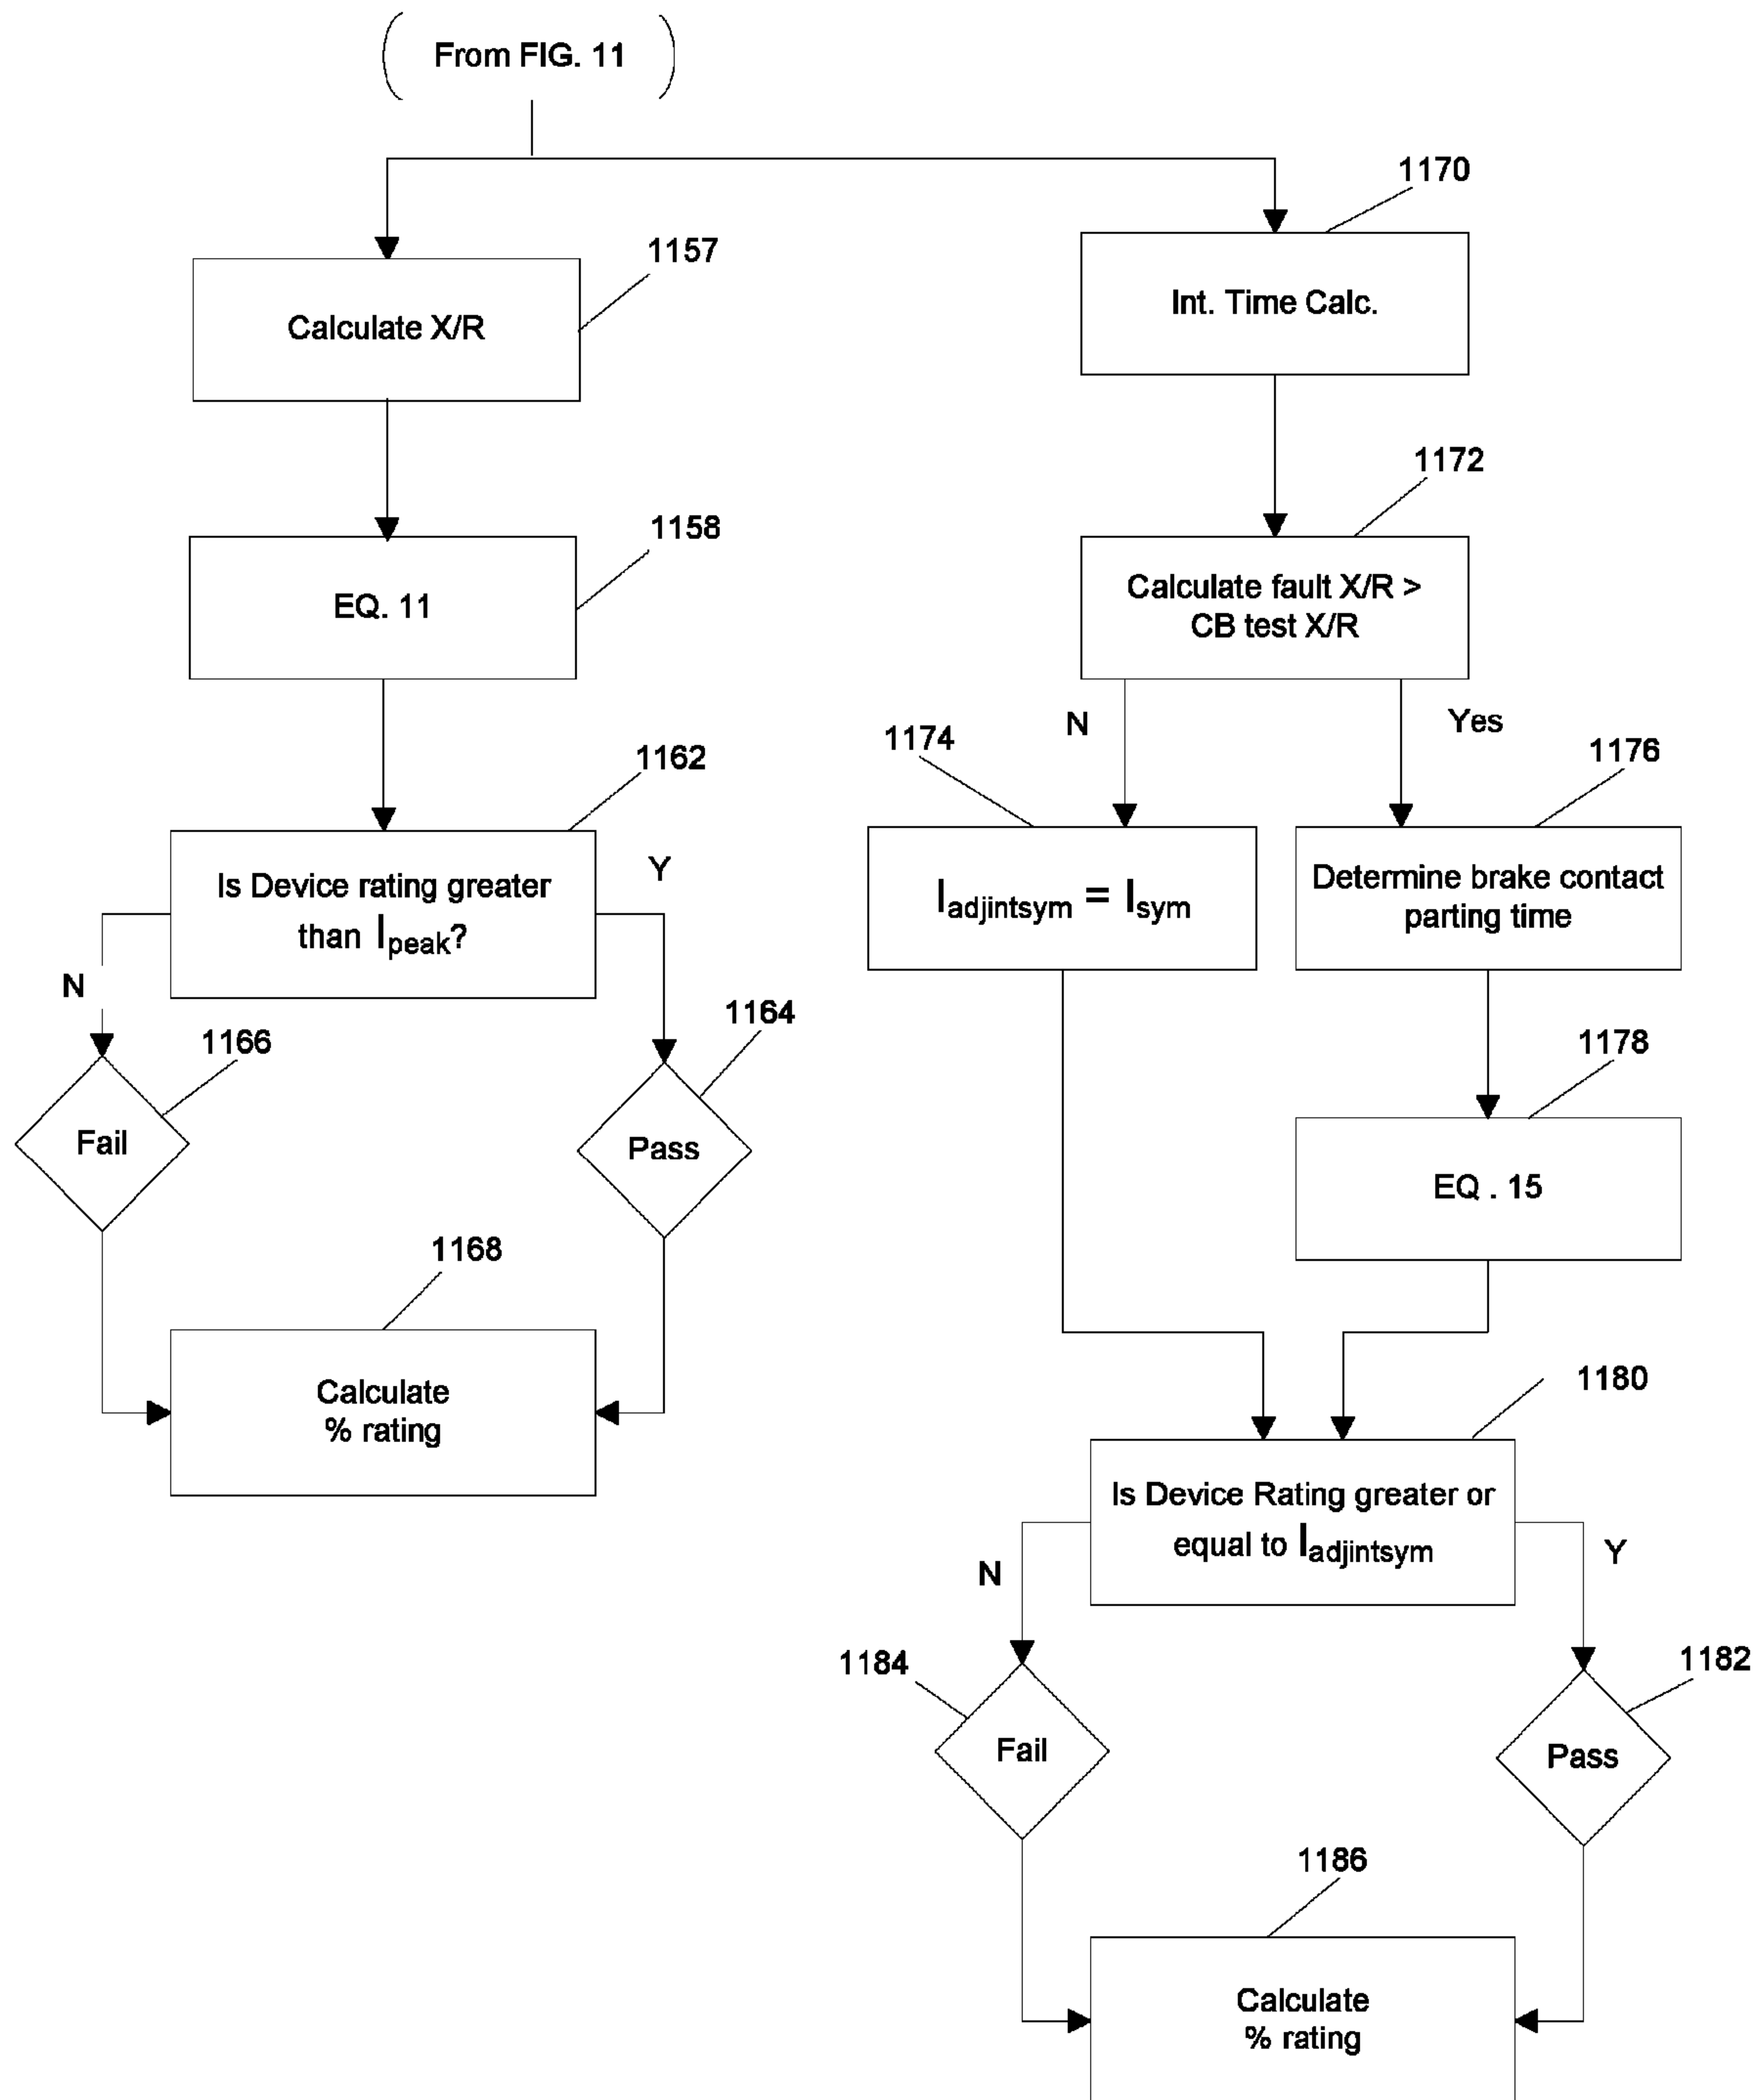 From FIG. 11
1170
1157
Int. Time Calc.
Calculate X/R
1172
1158
Calculate fault X/R >
CB test X/R
EQ. 11
N
Yes
1174
1176
1162
Is Device rating greater
than Ipeak?
Y
Iadjintsym = Isym
Determine brake contact
parting time
N
1164
1166
1178
Fail
Pass
EQ . 15
1168
Calculate
% rating
1180
Is Device Rating greater or
equal to Iadjintsym
N
Y
1184
1182
Fail
Pass
1186
Calculate
% rating